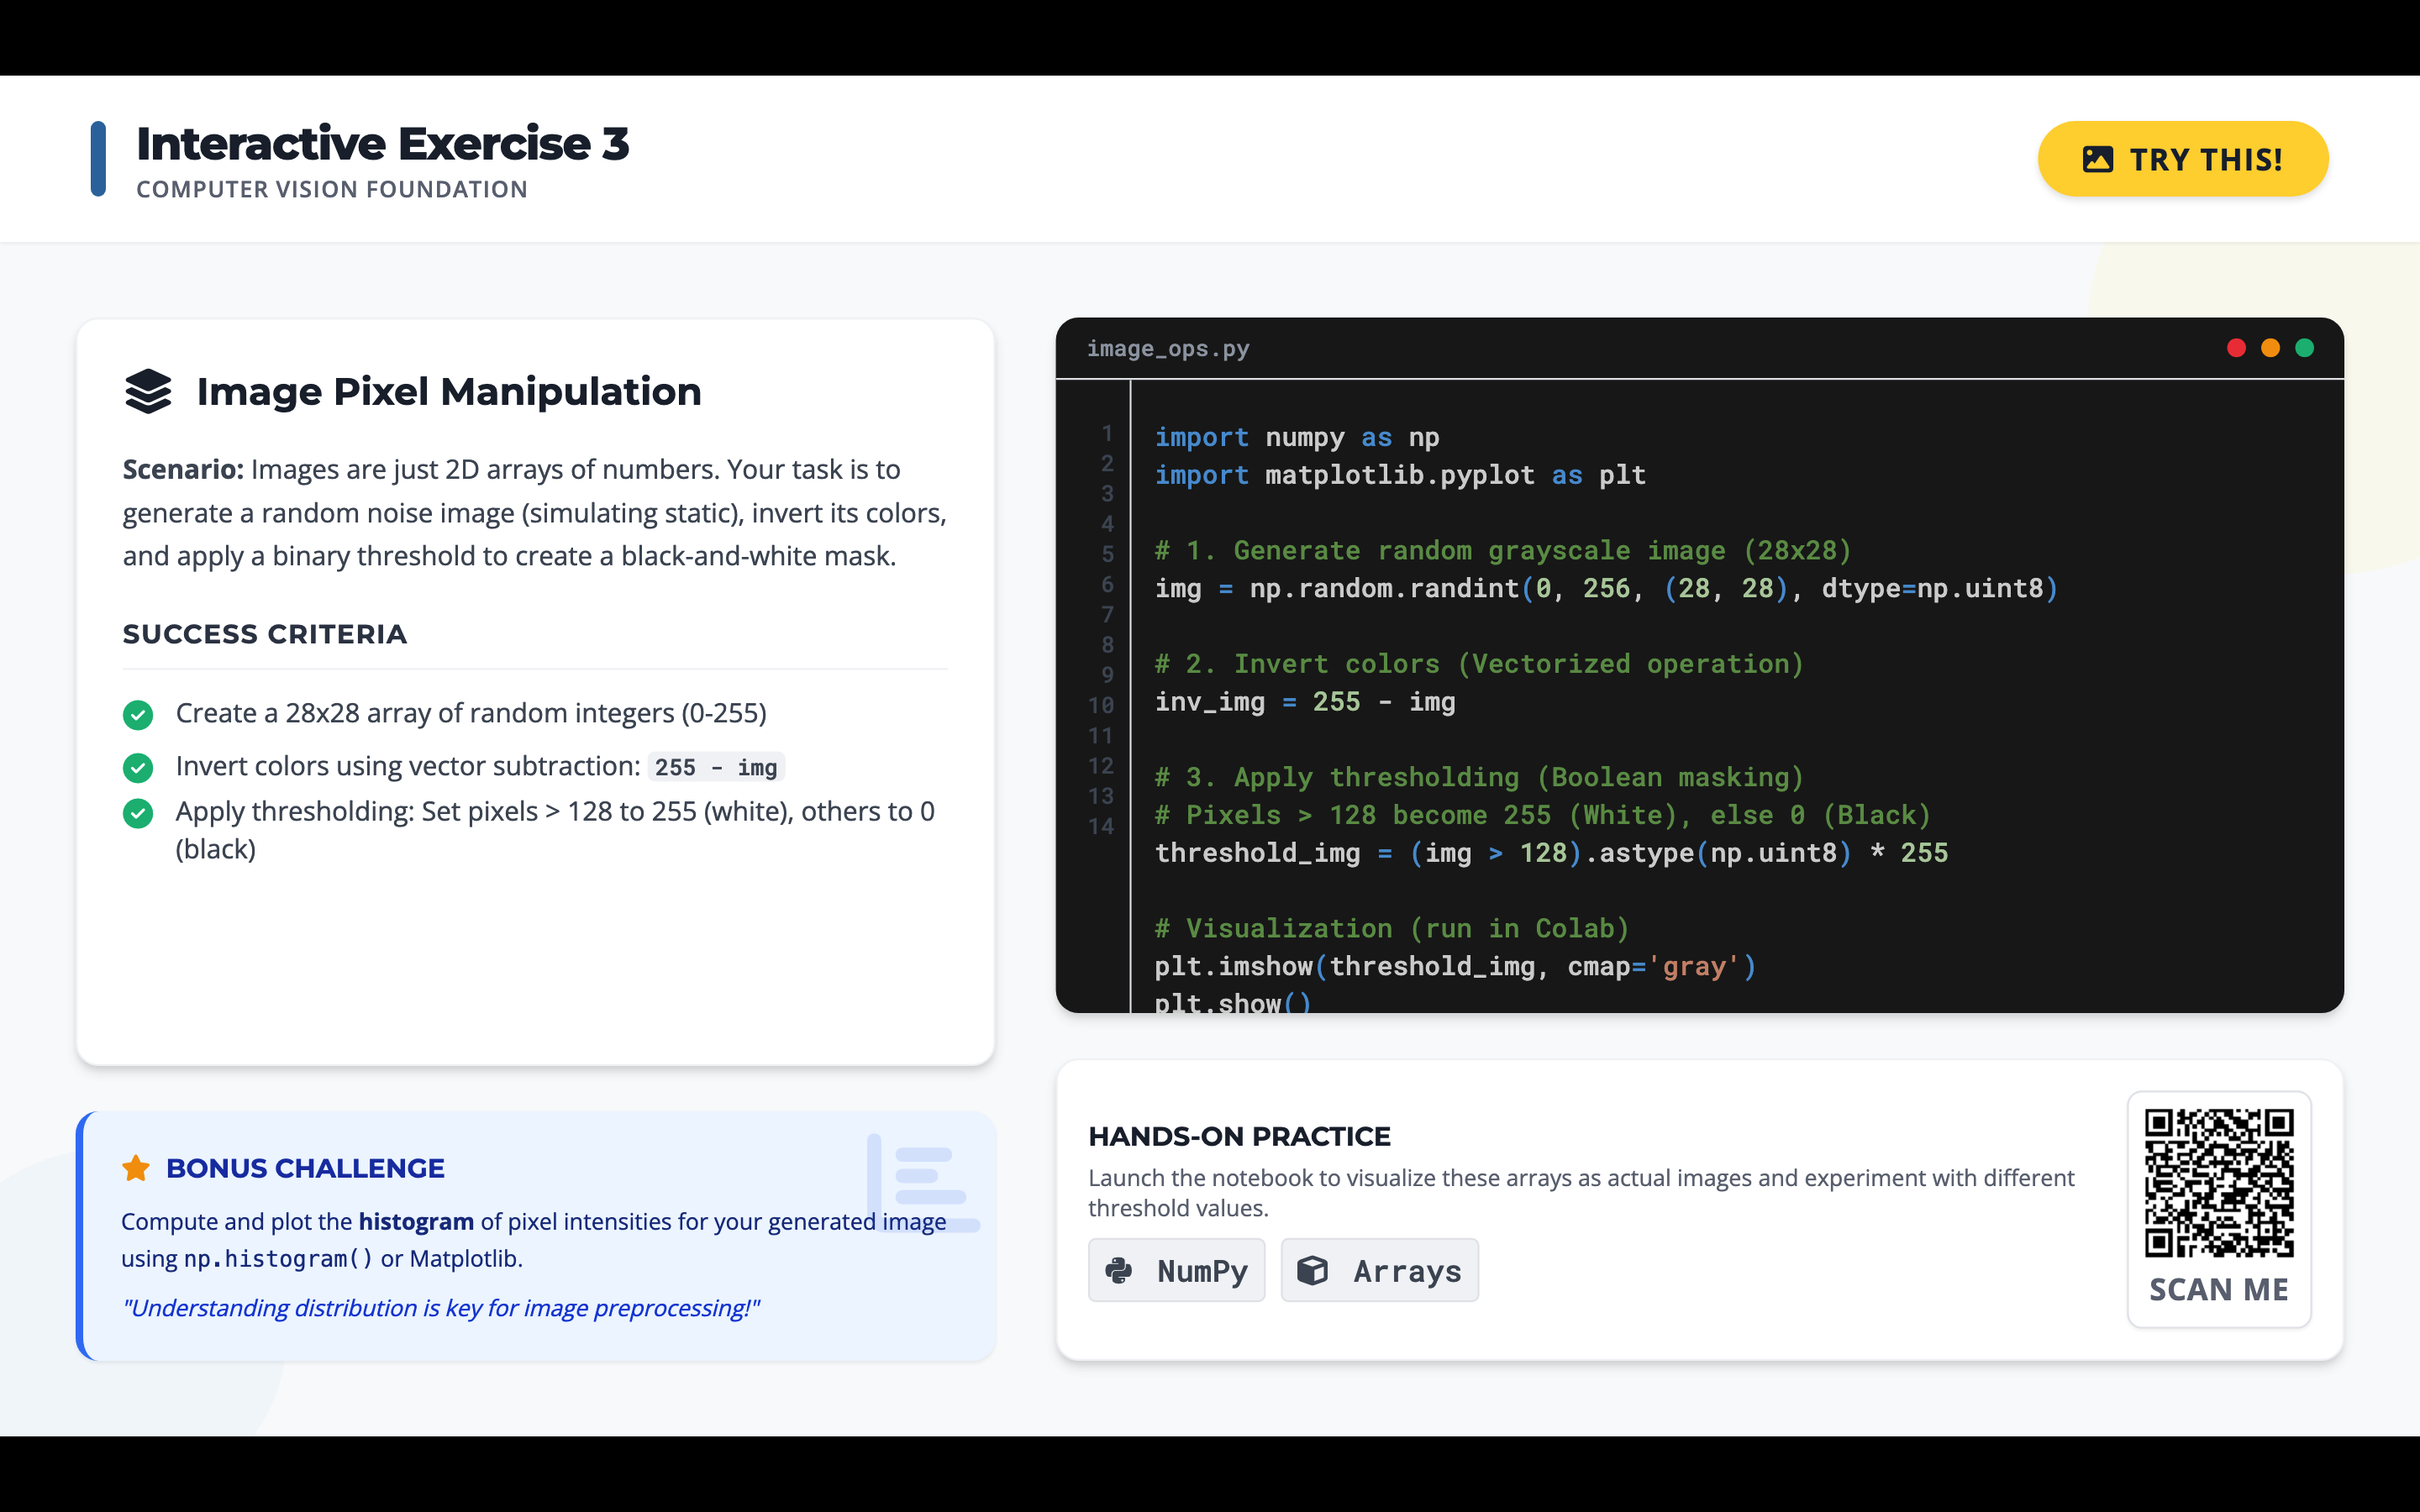 Interactive Exercise 3
COMPUTER VISION FOUNDATION
TRY THIS!
Image Pixel Manipulation
Scenario: Images are just 2D arrays of numbers. Your task is to
generate a random noise image (simulating static), invert its colors,
and apply a binary threshold to create a black-and-white mask.
SUCCESS CRITERIA
Create a 28x28 array of random integers (0-255)
Invert colors using vector subtraction: 255 - img
Apply thresholding: Set pixels > 128 to 255 (white), others to 0
(black)
BONUS CHALLENGE
Compute and plot the histogram of pixel intensities for your generated image
using np.histogram() or Matplotlib.
"Understanding distribution is key for image preprocessing!"
image_ops.py
1
2
3
4
5
6
7
8
9
10
11
12
13
14
import numpy as np
import matplotlib.pyplot as plt
# 1. Generate random grayscale image (28x28)
img = np.random.randint(0, 256, (28, 28), dtype=np.uint8)
# 2. Invert colors (Vectorized operation)
inv_img = 255 - img
# 3. Apply thresholding (Boolean masking)
# Pixels > 128 become 255 (White), else 0 (Black)
threshold_img = (img > 128).astype(np.uint8) * 255
# Visualization (run in Colab)
plt.imshow(threshold_img, cmap='gray')
plt.show()
HANDS-ON PRACTICE
Launch the notebook to visualize these arrays as actual images and experiment with different
threshold values.
NumPy
Arrays
SCAN ME